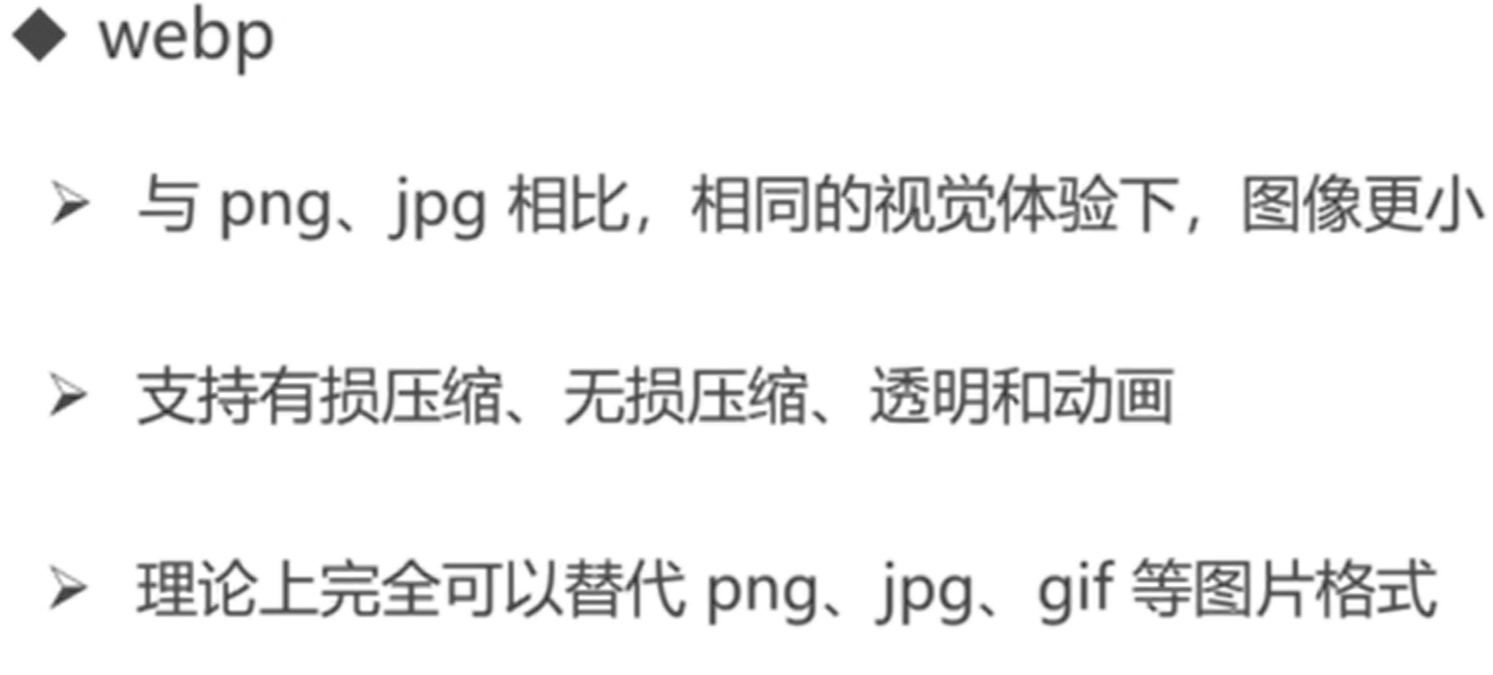 ◆ webp
➢ 与 png、jpg 相比，相同的视觉体验下，图像更小
➢ 支持有损压缩、无损压缩、透明和动画
➢ 理论上完全可以替代 png、jpg、gif 等图片格式